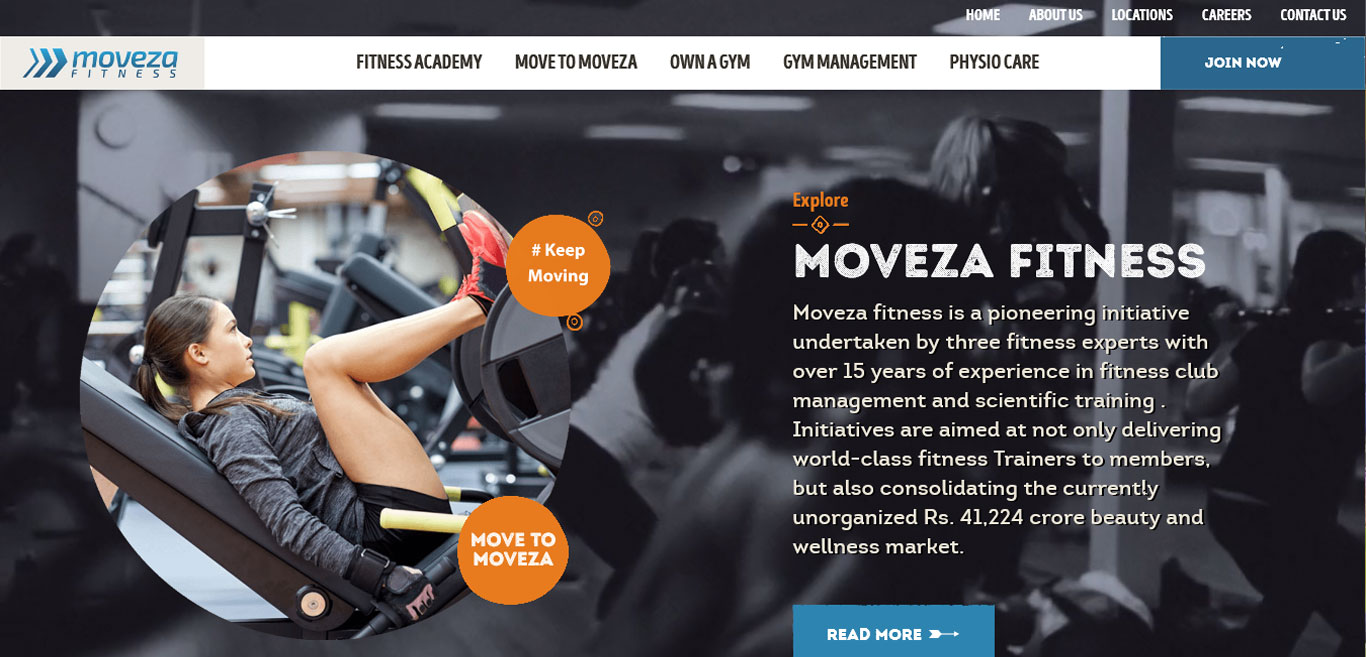 HOME ABOUT US LOCATIONS CAREERS CONTACT US
moveza
FITNESS
FITNESS ACADEMY MOVE TO MOVEZA OWN A GYM GYM MANAGEMENT PHYSIO CARE
JOIN NOW
# Keep
Moving
MOVE TO
MOVEZA
Explore
MOVEZA FITNESS
Moveza fitness is a pioneering initiative
undertaken by three fitness experts with
over 15 years of experience in fitness club
management and scientific training .
Initiatives are aimed at not only delivering
world-class fitness Trainers to members,
but also consolidating the currently
unorganized Rs. 41,224 crore beauty and
wellness market.
READ MORE